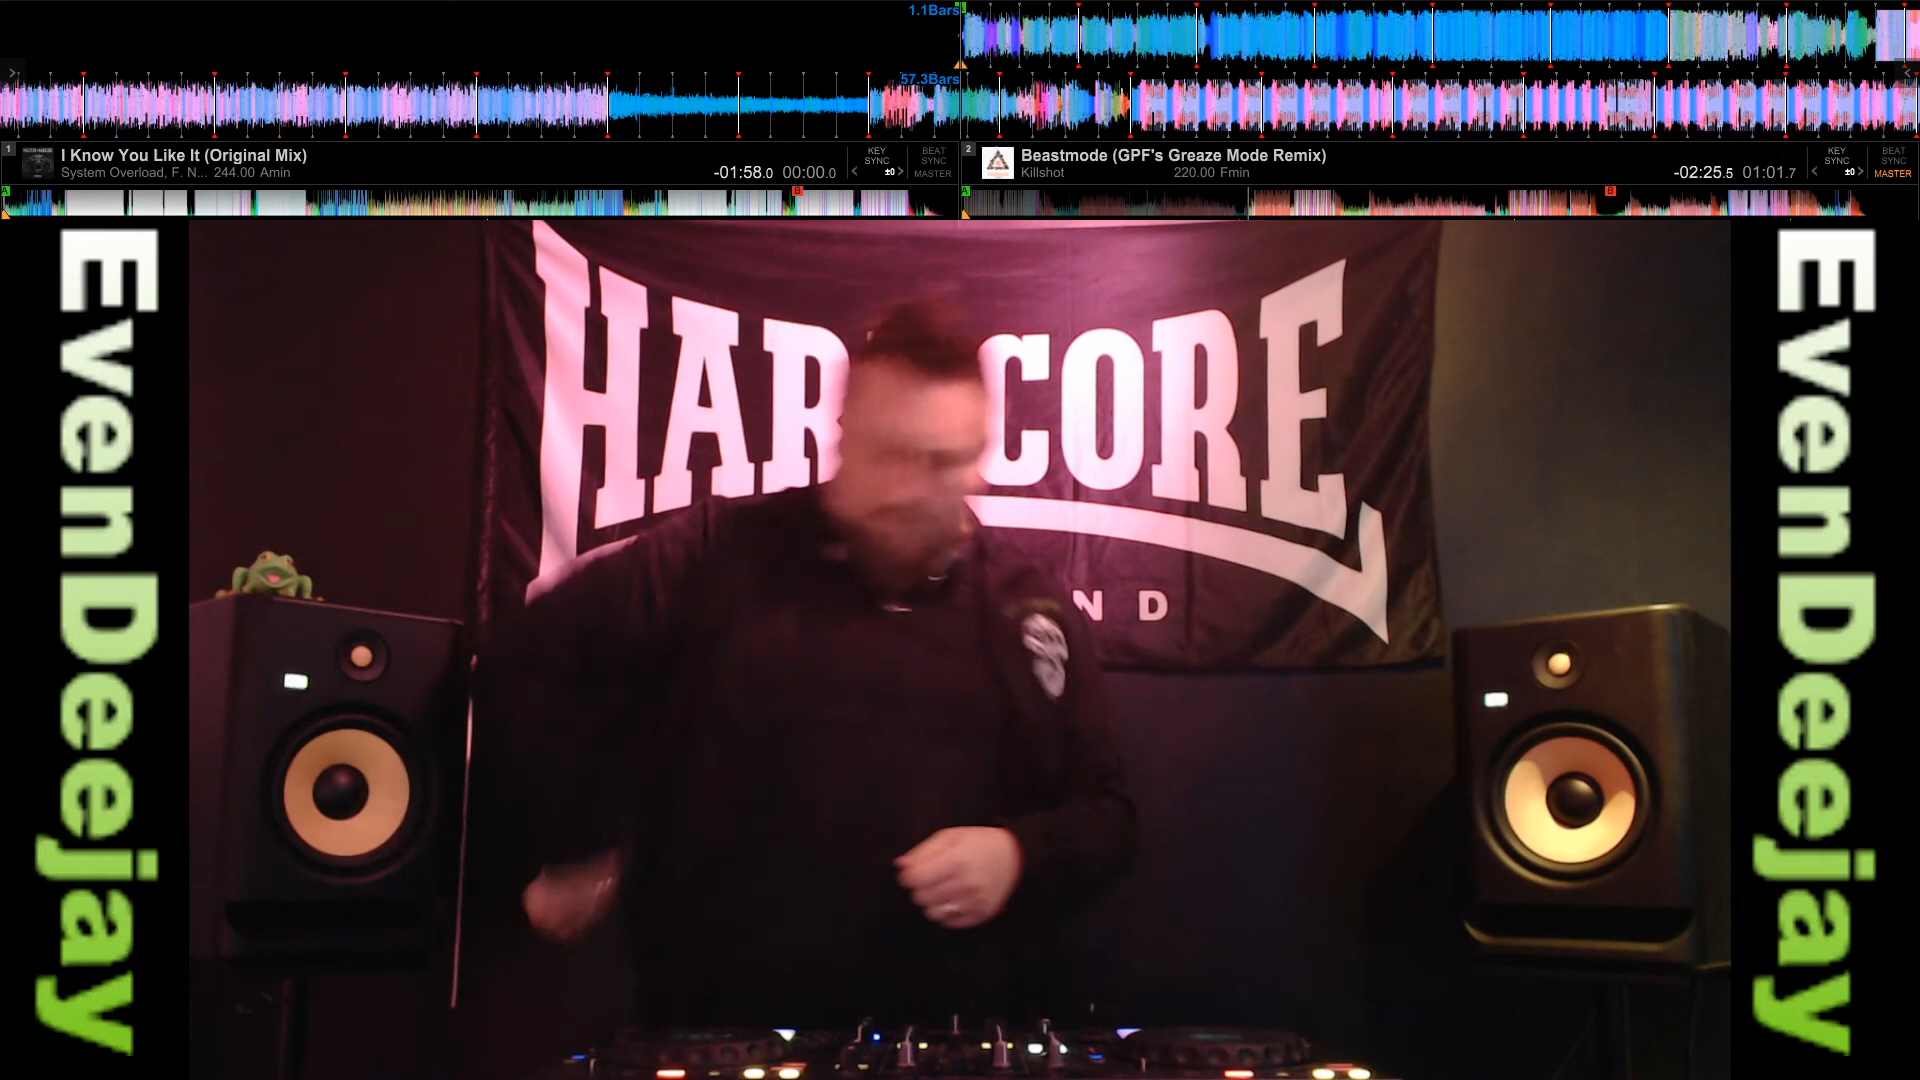 1.1Bars
57.3Bars
1
I Know You Like It (Original Mix)
System Overload, F. N... 244.00 Amin
-01:58.0 00:00.0
KEY
SYNC
±0
BEAT
SYNC
MASTER
2
Beastmode (GPF's Greaze Mode Remix)
Killshot 220.00 Fmin
-02:25.5 01:01.7
KEY
SYNC
±0
BEAT
SYNC
MASTER
A
B
A
B
EvenDeejay
HARDCORE
ND
EvenDeejay